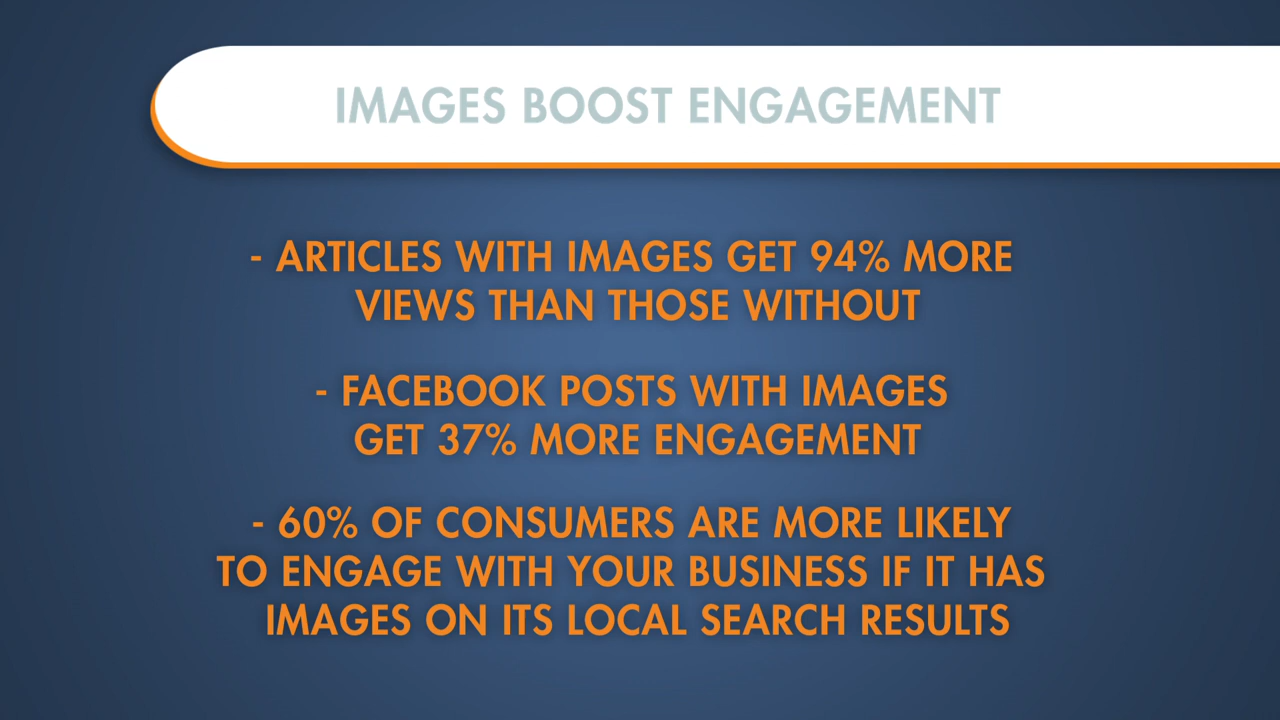 IMAGES BOOST ENGAGEMENT
- ARTICLES WITH IMAGES GET 94% MORE
VIEWS THAN THOSE WITHOUT
- FACEBOOK POSTS WITH IMAGES
GET 37% MORE ENGAGEMENT
- 60% OF CONSUMERS ARE MORE LIKELY
TO ENGAGE WITH YOUR BUSINESS IF IT HAS
IMAGES ON ITS LOCAL SEARCH RESULTS